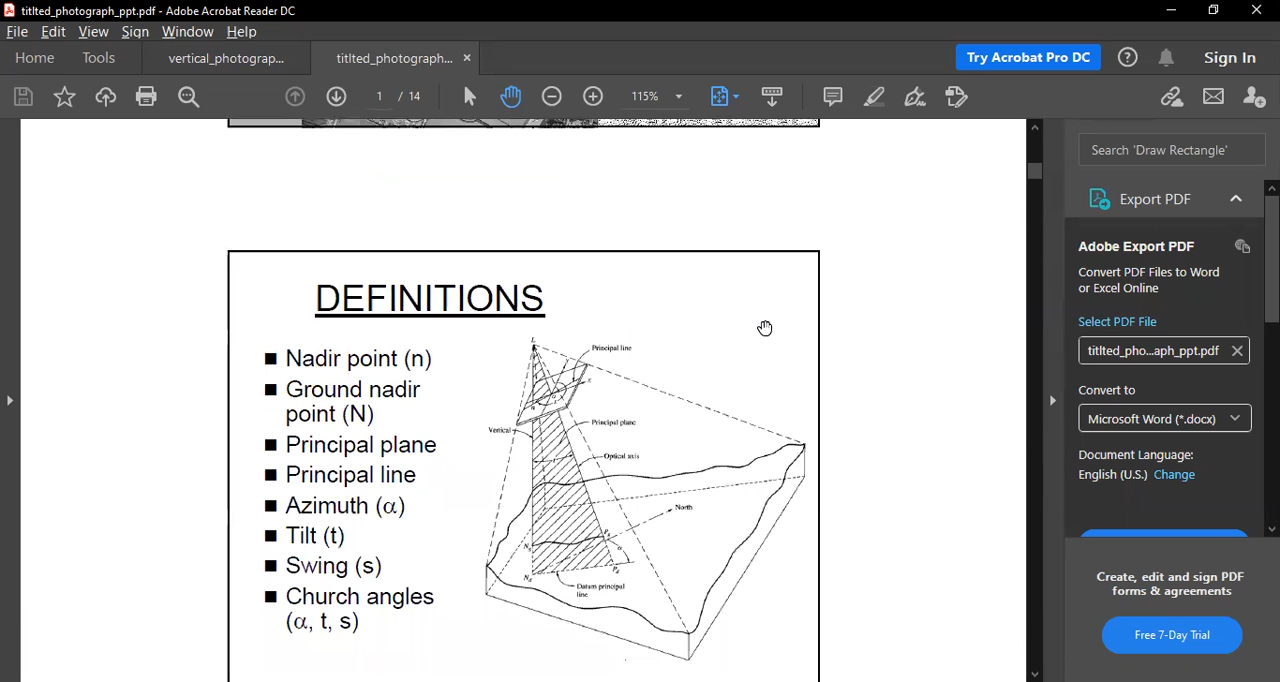 titlted_photograph_ppt.pdf - Adobe Acrobat Reader DC
File Edit View Sign Window Help
Home Tools vertical_photograp... titlted_photograph... × Try Acrobat Pro DC Sign In
1 / 14 115%
Search 'Draw Rectangle'
Export PDF
Adobe Export PDF
Convert PDF Files to Word
or Excel Online
Select PDF File
titlted_pho...aph_ppt.pdf
Convert to
Microsoft Word (*.docx)
Document Language:
English (U.S.) Change
Create, edit and sign PDF
forms & agreements
Free 7-Day Trial
DEFINITIONS
■ Nadir point (n)
■ Ground nadir
point (N)
■ Principal plane
■ Principal line
■ Azimuth (α)
■ Tilt (t)
■ Swing (s)
■ Church angles
(α, t, s)
L
Principal line
x
Vertical
Principal plane
Optical axis
North
α
Datum principal
line